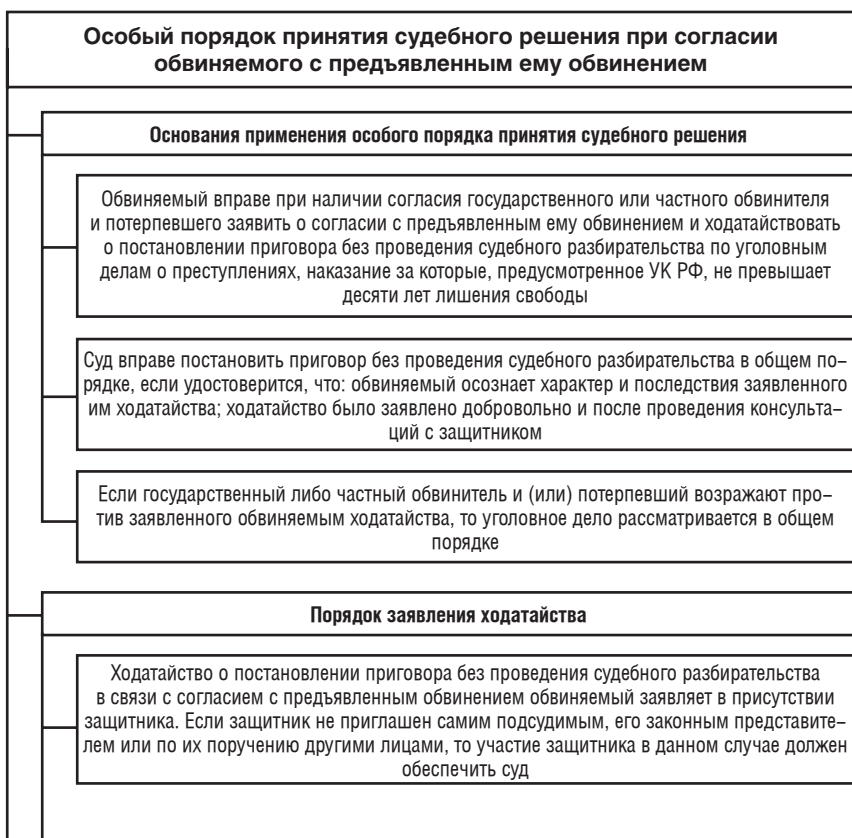 Особый порядок принятия судебного решения при согласии
обвиняемого с предъявленным ему обвинением
Основания применения особого порядка принятия судебного решения
Обвиняемый вправе при наличии согласия государственного или частного обвинителя
и потерпевшего заявить о согласии с предъявленным ему обвинением и ходатайствовать
о постановлении приговора без проведения судебного разбирательства по уголовным
делам о преступлениях, наказание за которые, предусмотренное УК РФ, не превышает
десяти лет лишения свободы
Суд вправе постановить приговор без проведения судебного разбирательства в общем по-
рядке, если удостоверится, что: обвиняемый осознает характер и последствия заявленного
им ходатайства; ходатайство было заявлено добровольно и после проведения консульта-
ций с защитником
Если государственный либо частный обвинитель и (или) потерпевший возражают про-
тив заявленного обвиняемым ходатайства, то уголовное дело рассматривается в общем
порядке
Порядок заявления ходатайства
Ходатайство о постановлении приговора без проведения судебного разбирательства
в связи с согласием с предъявленным обвинением обвиняемый заявляет в присутствии
защитника. Если защитник не приглашен самим подсудимым, его законным представите-
лем или по их поручению другими лицами, то участие защитника в данном случае должен
обеспечить суд